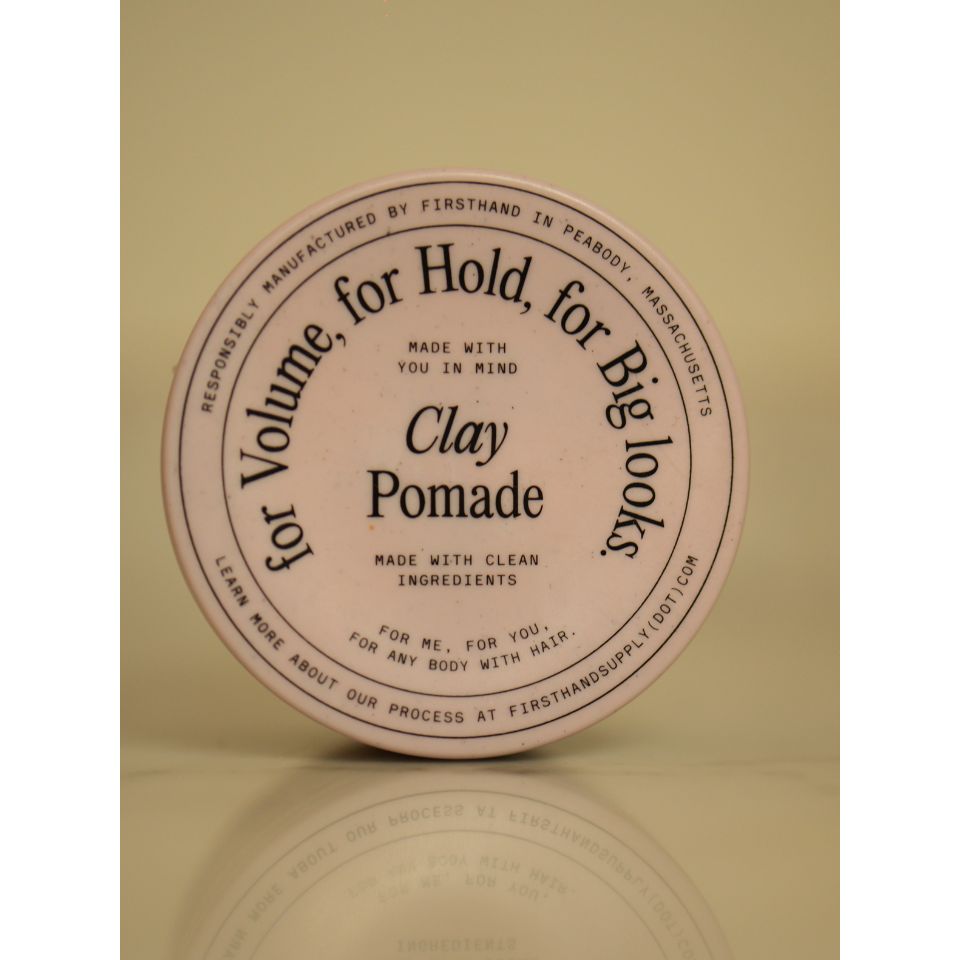 RESPONSIBLY MANUFACTURED BY FIRSTHAND IN PEABODY, MASSACHUSETTS
for Volume, for Hold, for Big looks.
MADE WITH
YOU IN MIND
Clay
Pomade
MADE WITH CLEAN
INGREDIENTS
FOR ME, FOR YOU,
FOR ANY BODY WITH HAIR.
LEARN MORE ABOUT OUR PROCESS AT FIRSTHANDSUPPLY(DOT)COM